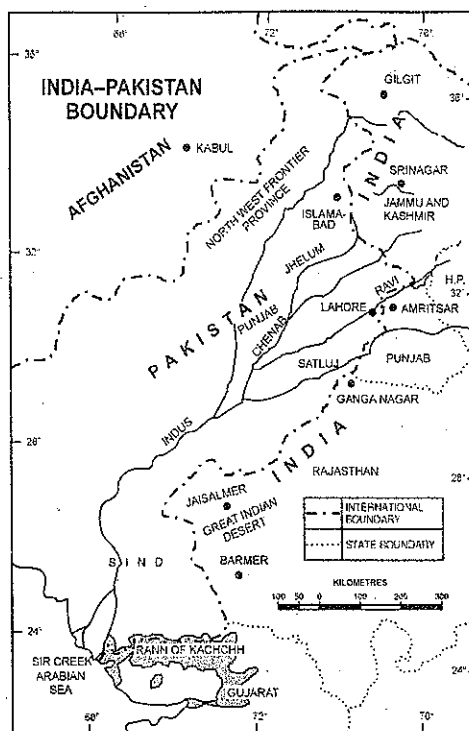 68
72
76
36°
36°
INDIA–PAKISTAN
BOUNDARY
GILGIT
AFGHANISTAN
KABUL
NORTH WEST FRONTIER
PROVINCE
INDIA
SRINAGAR
ISLAMA-
BAD
JAMMU AND
KASHMIR
32°
JHELUM
H.P.
32°
PAKISTAN
PUNJAB
CHENAB
RAVI
LAHORE
AMRITSAR
SATLUJ
PUNJAB
GANGA NAGAR
INDUS
28°
INDIA
RAJASTHAN
28°
JAISALMER
GREAT INDIAN
DESERT
INTERNATIONAL
BOUNDARY
STATE BOUNDARY
SIND
BARMER
KILOMETRES
100 50 0 50 100 200 300
24°
24°
RANN OF KACHCHH
SIR CREEK
ARABIAN
SEA
GUJARAT
68°
72°